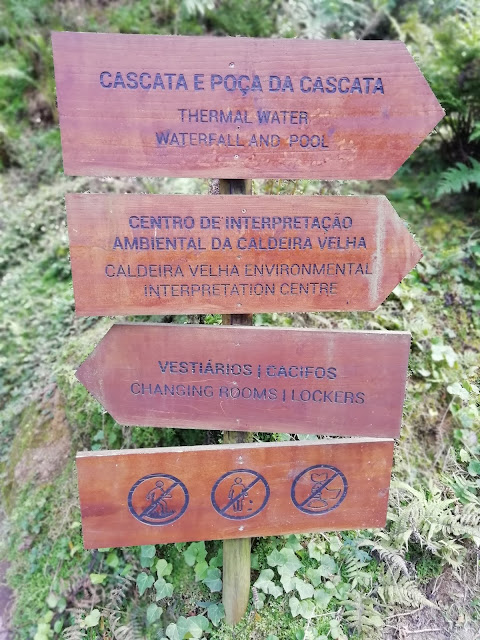 CASCATA E POÇA DA CASCATA
THERMAL WATER
WATERFALL AND POOL
CENTRO DE INTERPRETAÇÃO
AMBIENTAL DA CALDEIRA VELHA
CALDEIRA VELHA ENVIRONMENTAL
INTERPRETATION CENTRE
VESTIÁRIOS | CACIFOS
CHANGING ROOMS | LOCKERS